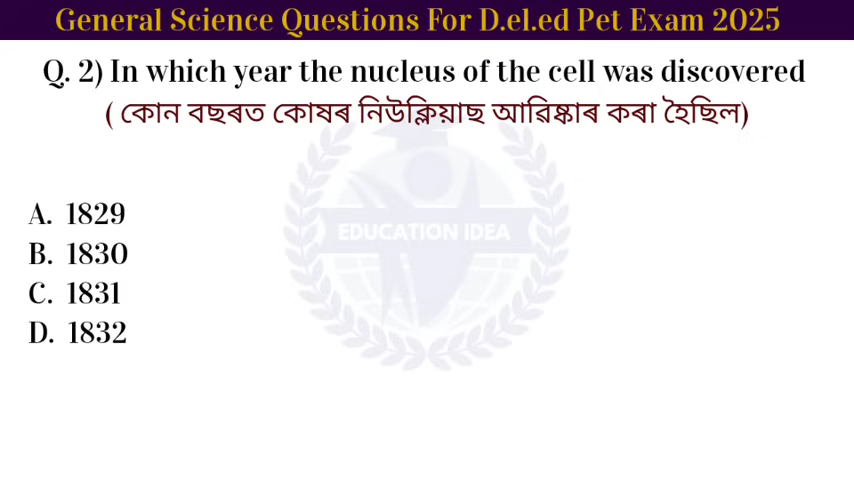 General Science Questions For D.el.ed Pet Exam 2025
Q. 2) In which year the nucleus of the cell was discovered
( কোন বছৰত কোষৰ নিউক্লিয়াছ আৱিষ্কাৰ কৰা হৈছিল)
EDUCATION IDEA
A. 1829
B. 1830
C. 1831
D. 1832